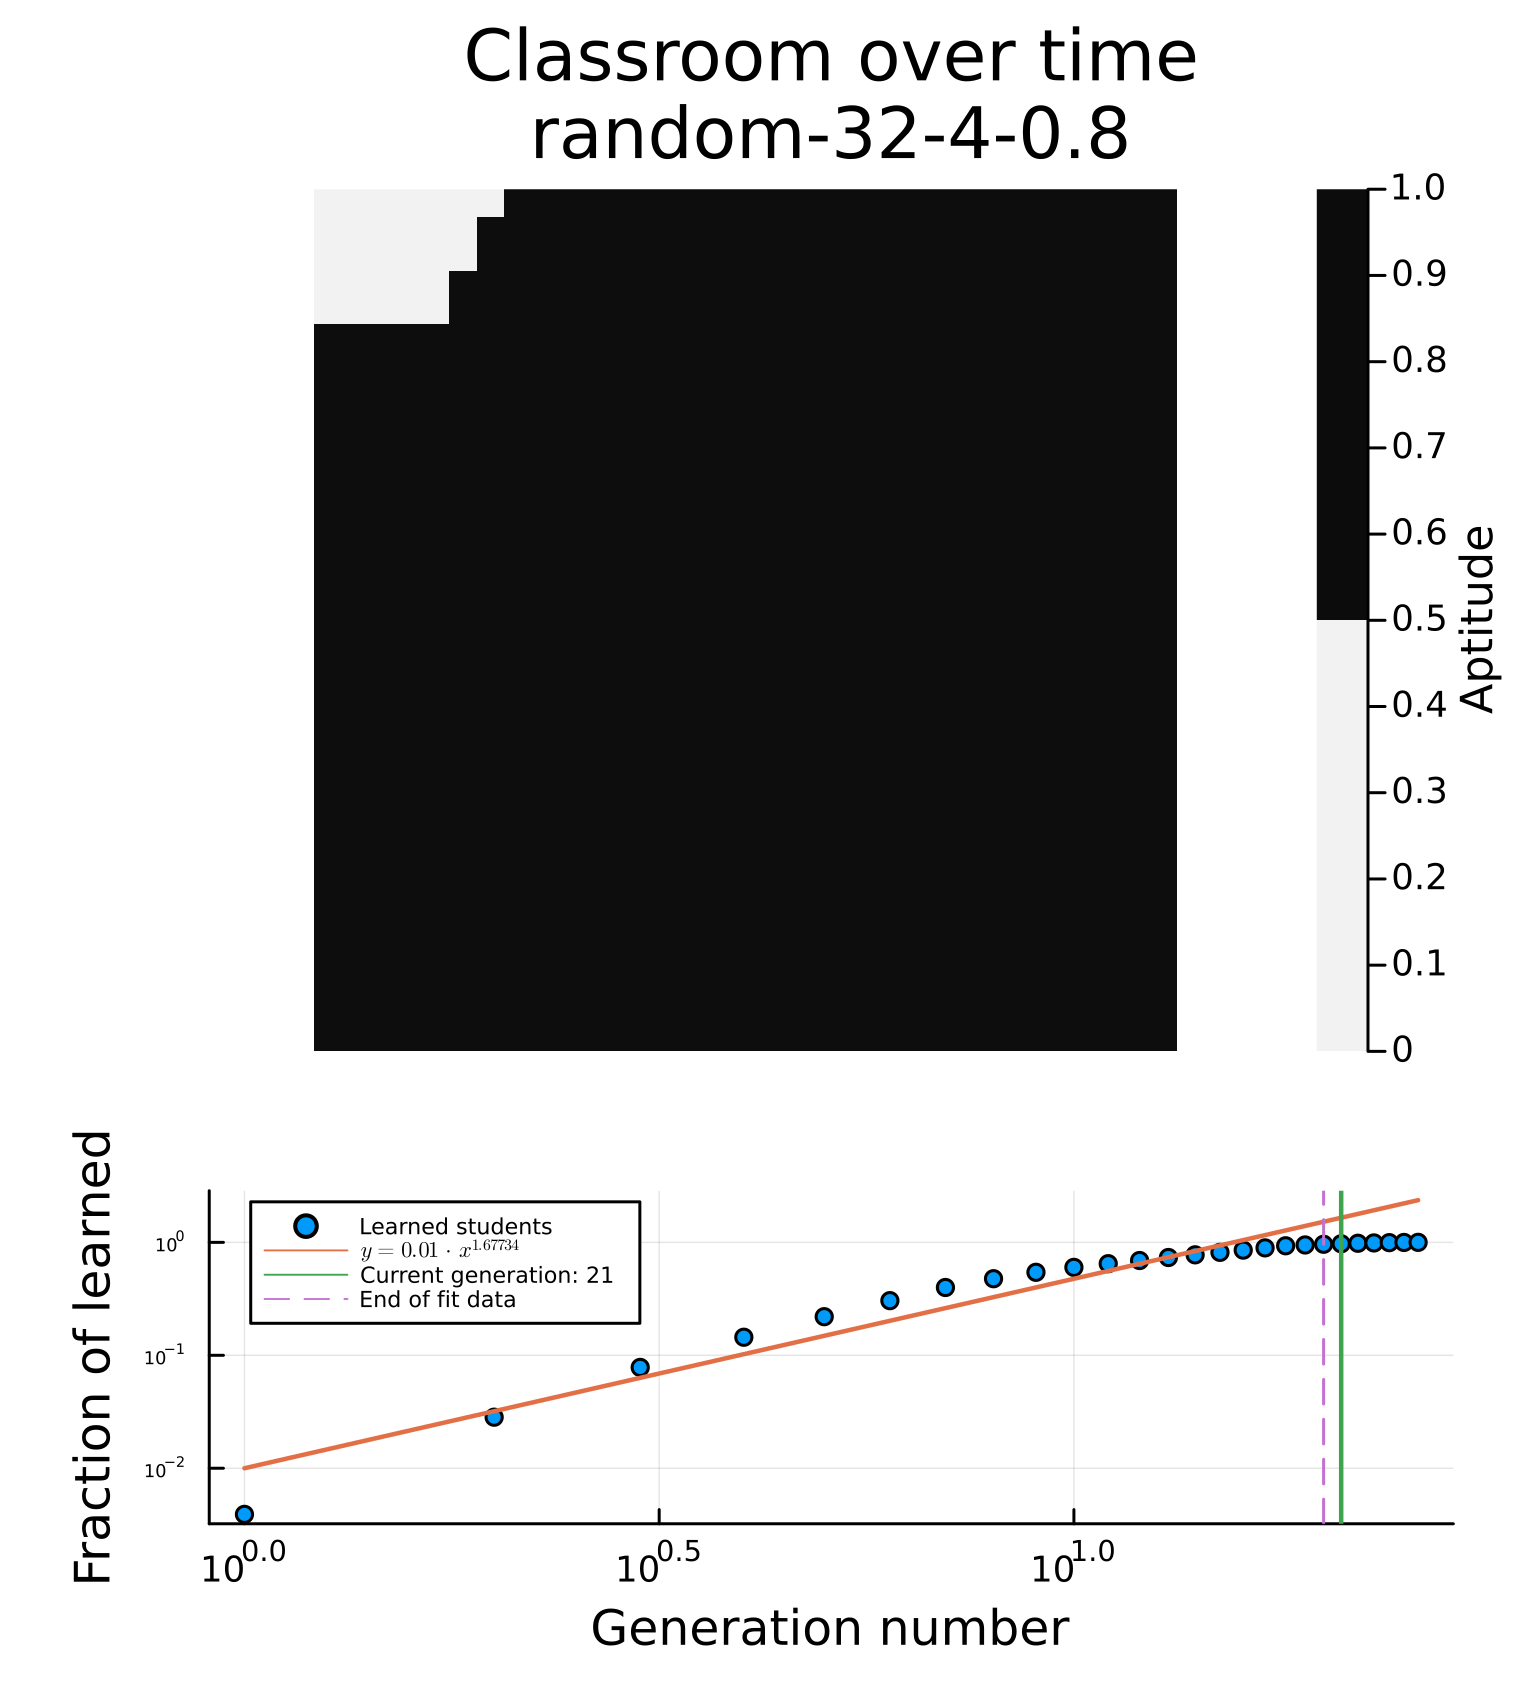 Classroom over time
random-32-4-0.8
1.0
0.9
0.8
0.7
0.6
0.5
0.4
0.3
0.2
0.1
0
Aptitude
Fraction of learned
10⁰
10⁻¹
10⁻²
Learned students
y = 0.01 · x^1.67734
Current generation: 21
End of fit data
10^0.0
10^0.5
10^1.0
Generation number